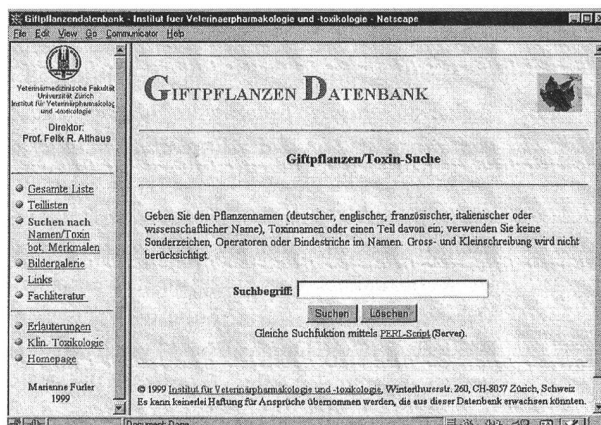 Giftpflanzendatenbank - Institut fuer Veterinaerpharmakologie und -toxikologie - Netscape
File Edit View Go Communicator Help
Veterinärmedizinische Fakultät
Universität Zürich
Institut für Veterinärpharmakolog
und -toxikologie
Direktor:
Prof. Felix R. Althaus
Gesamte Liste
Teillisten
Suchen nach
Namen/Toxin
bot. Merkmalen
Bildergalerie
Links
Fachliteratur
Erläuterungen
Klin. Toxikologie
Homepage
Marianne Furler
1999
GIFTPFLANZEN DATENBANK
Giftpflanzen/Toxin-Suche
Geben Sie den Pflanzennamen (deutscher, englischer, französischer, italienischer oder
wissenschaftlicher Name), Toxinnamen oder einen Teil davon ein; verwenden Sie keine
Sonderzeichen, Operatoren oder Bindestriche im Namen. Gross- und Kleinschreibung wird nicht
berücksichtigt.
Suchbegriff:
Suchen Löschen
Gleiche Suchfuktion mittels PERL-Script (Server).
© 1999 Institut für Veterinärpharmakologie und -toxikologie, Winterthurerstr. 260, CH-8057 Zürich, Schweiz
Es kann keinerlei Haftung für Ansprüche übernommen werden, die aus dieser Datenbank erwachsen könnten.
Document Done